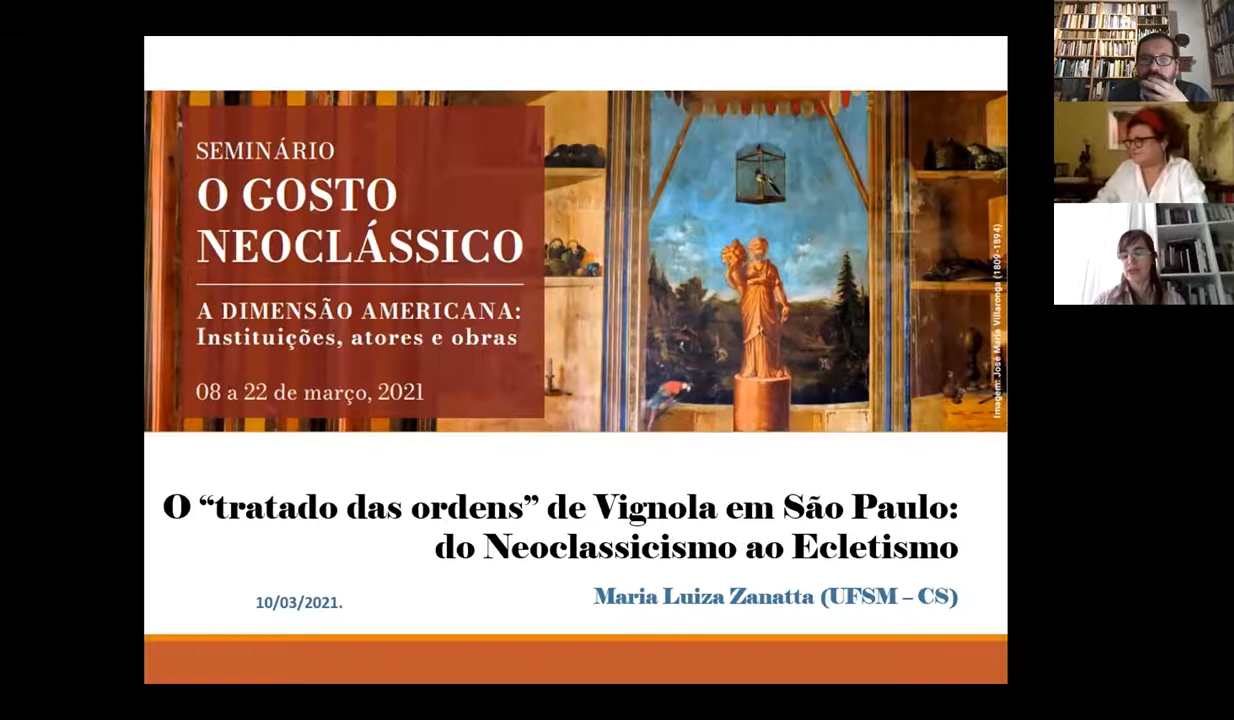 SEMINÁRIO
O GOSTO
NEOCLÁSSICO
A DIMENSÃO AMERICANA:
Instituições, atores e obras
08 a 22 de março, 2021
Imagem: José Maria Villaronga (1809-1894)
O “tratado das ordens” de Vignola em São Paulo:
do Neoclassicismo ao Ecletismo
10/03/2021.
Maria Luiza Zanatta (UFSM – CS)